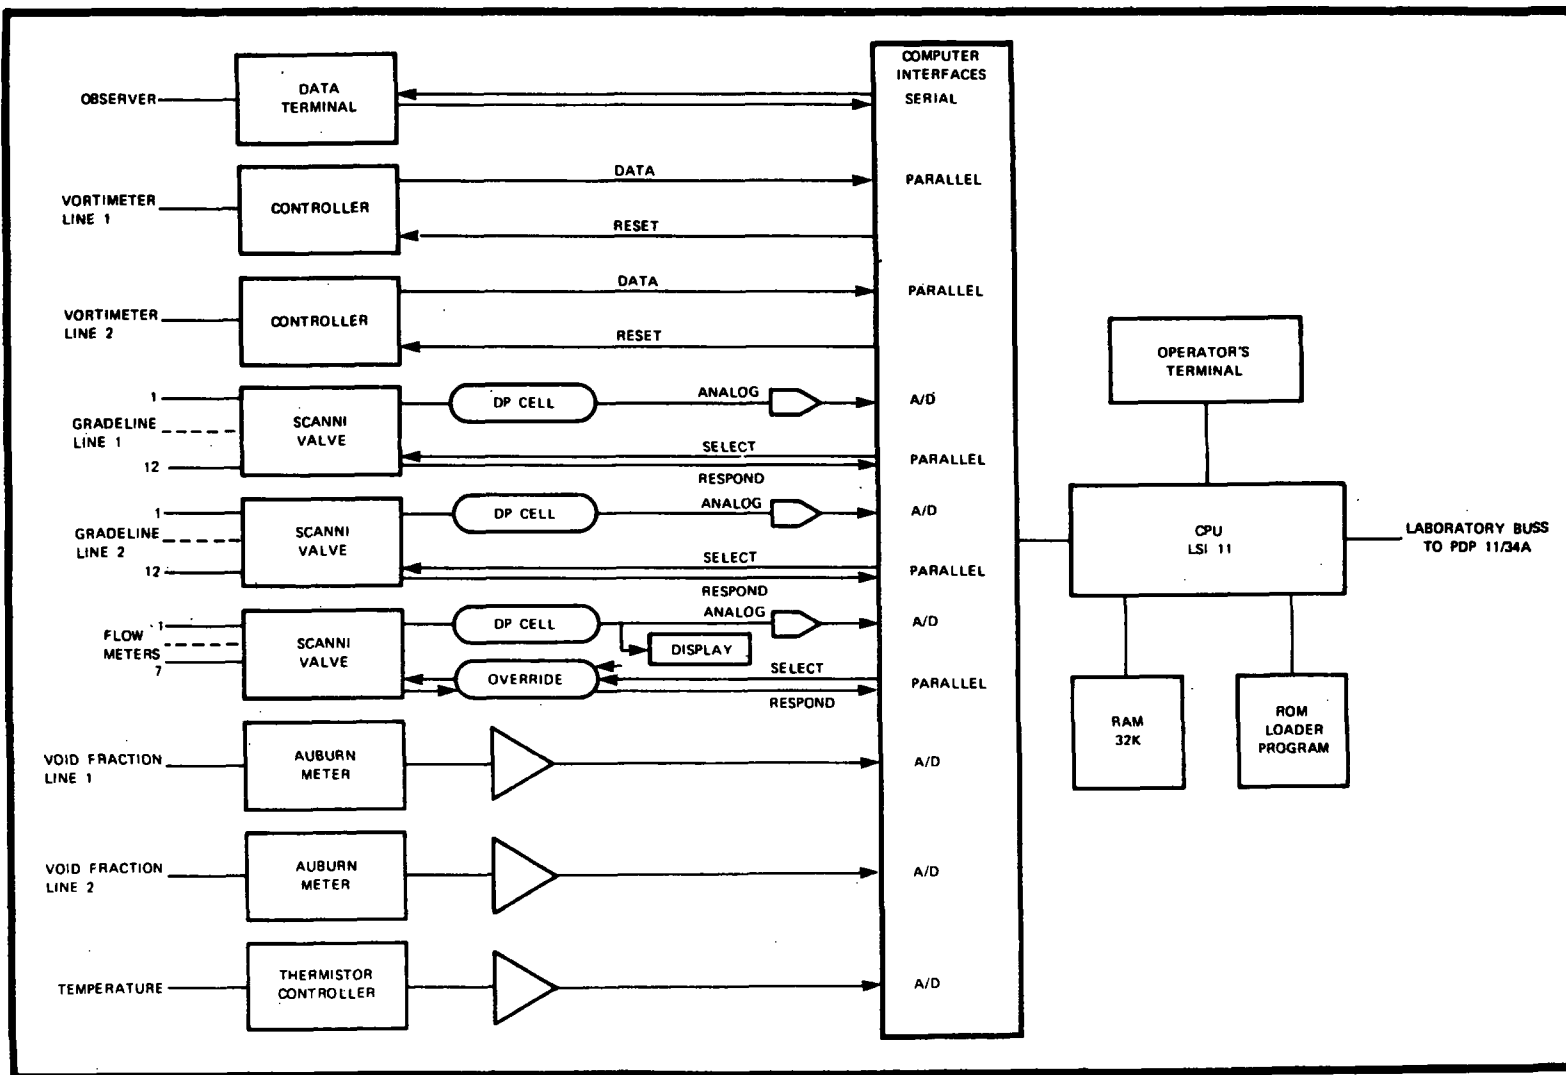 COMPUTER
INTERFACES
OBSERVER
DATA
TERMINAL
SERIAL
VORTIMETER
LINE 1
CONTROLLER
DATA
RESET
PARALLEL
VORTIMETER
LINE 2
CONTROLLER
DATA
RESET
PARALLEL
1
GRADELINE
LINE 1
12
SCANNI
VALVE
DP CELL
ANALOG
A/D
SELECT
PARALLEL
RESPOND
1
GRADELINE
LINE 2
12
SCANNI
VALVE
DP CELL
ANALOG
A/D
SELECT
PARALLEL
RESPOND
1
FLOW
METERS
7
SCANNI
VALVE
DP CELL
ANALOG
A/D
DISPLAY
OVERRIDE
SELECT
PARALLEL
RESPOND
VOID FRACTION
LINE 1
AUBURN
METER
A/D
VOID FRACTION
LINE 2
AUBURN
METER
A/D
TEMPERATURE
THERMISTOR
CONTROLLER
A/D
OPERATOR'S
TERMINAL
CPU
LSI 11
LABORATORY BUSS
TO PDP 11/34A
RAM
32K
ROM
LOADER
PROGRAM